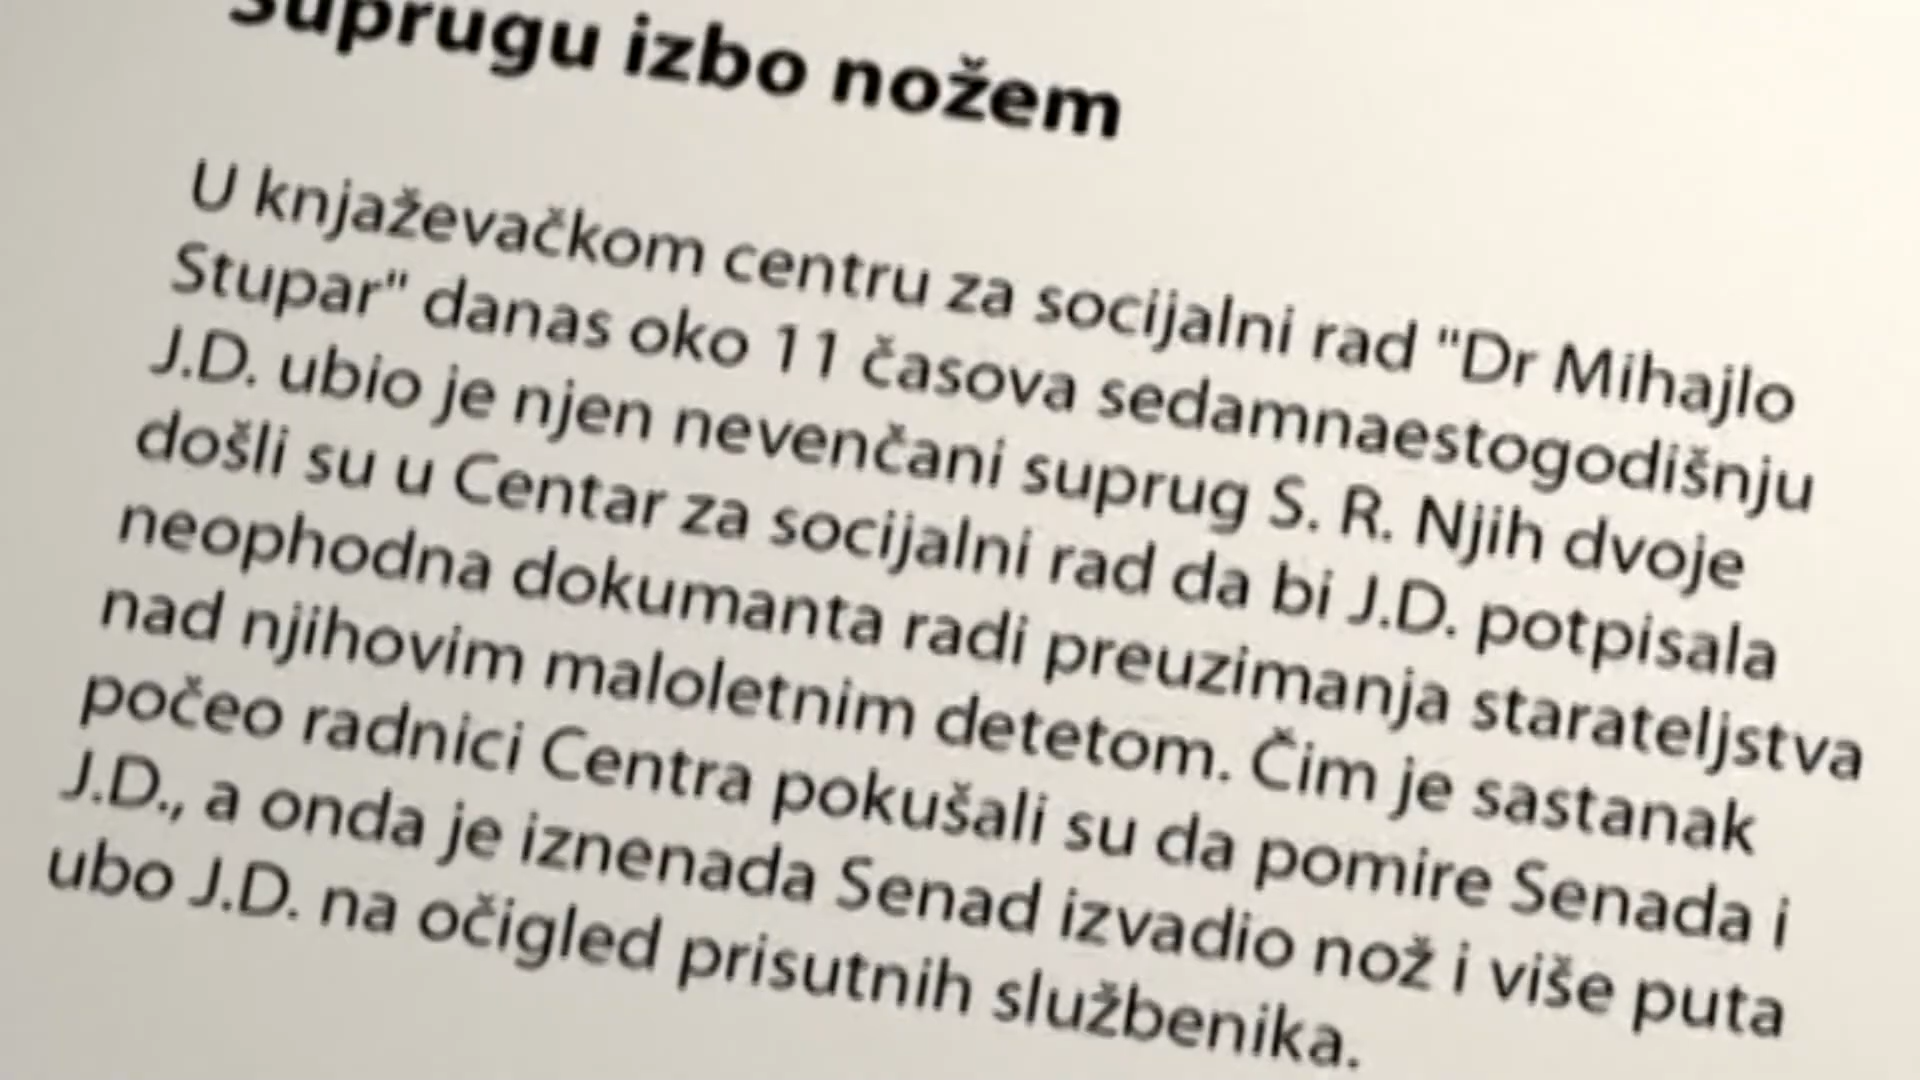 Suprugu izbo nožem
U knjaževačkom centru za socijalni rad "Dr Mihajlo
Stupar" danas oko 11 časova sedamnaestogodišnju
J.D. ubio je njen nevenčani suprug S. R. Njih dvoje
došli su u Centar za socijalni rad da bi J.D. potpisala
neophodna dokumanta radi preuzimanja starateljstva
nad njihovim maloletnim detetom. Čim je sastanak
počeo radnici Centra pokušali su da pomire Senada i
J.D., a onda je iznenada Senad izvadio nož i više puta
ubo J.D. na očigled prisutnih službenika.